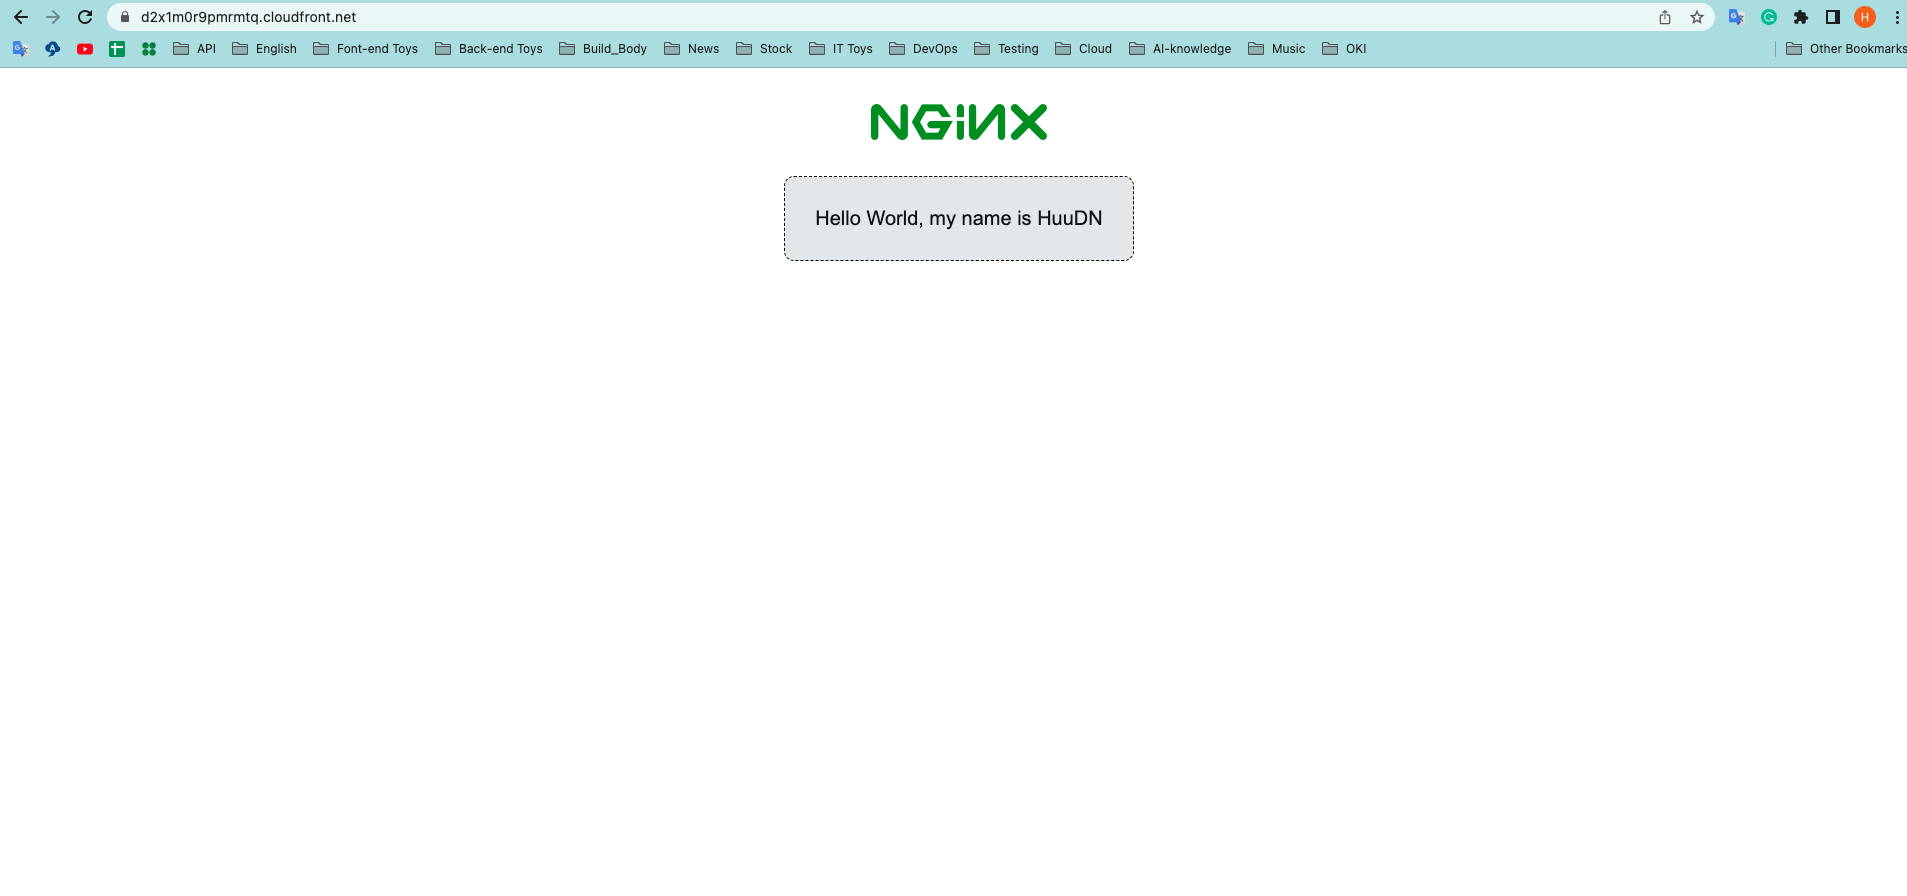 d2x1m0r9pmrmtq.cloudfront.net
H
API English Font-end Toys Back-end Toys Build_Body News Stock IT Toys DevOps Testing Cloud AI-knowledge Music OKI Other Bookmarks
NGiNX
Hello World, my name is HuuDN